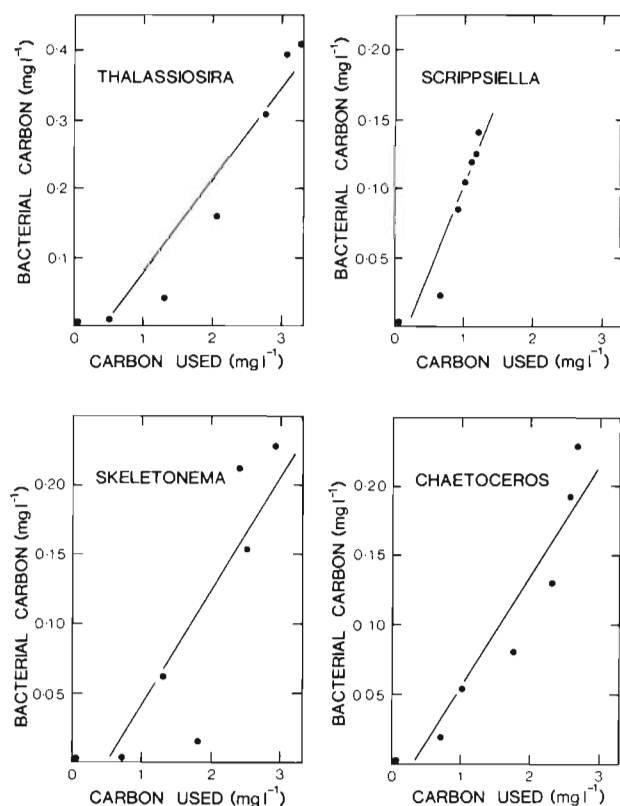 THALASSIOSIRA
BACTERIAL CARBON (mg l⁻¹)
0·4
0·3
0·2
0·1
0
1
2
3
CARBON USED (mg l⁻¹)
SCRIPPSIELLA
BACTERIAL CARBON (mg l⁻¹)
0·20
0·15
0·10
0·05
0
1
2
3
CARBON USED (mg l⁻¹)
SKELETONEMA
BACTERIAL CARBON (mg l⁻¹)
0·20
0·15
0·10
0·05
0
1
2
3
CARBON USED (mg l⁻¹)
CHAETOCEROS
BACTERIAL CARBON (mg l⁻¹)
0·20
0·15
0·10
0·05
0
1
2
3
CARBON USED (mg l⁻¹)